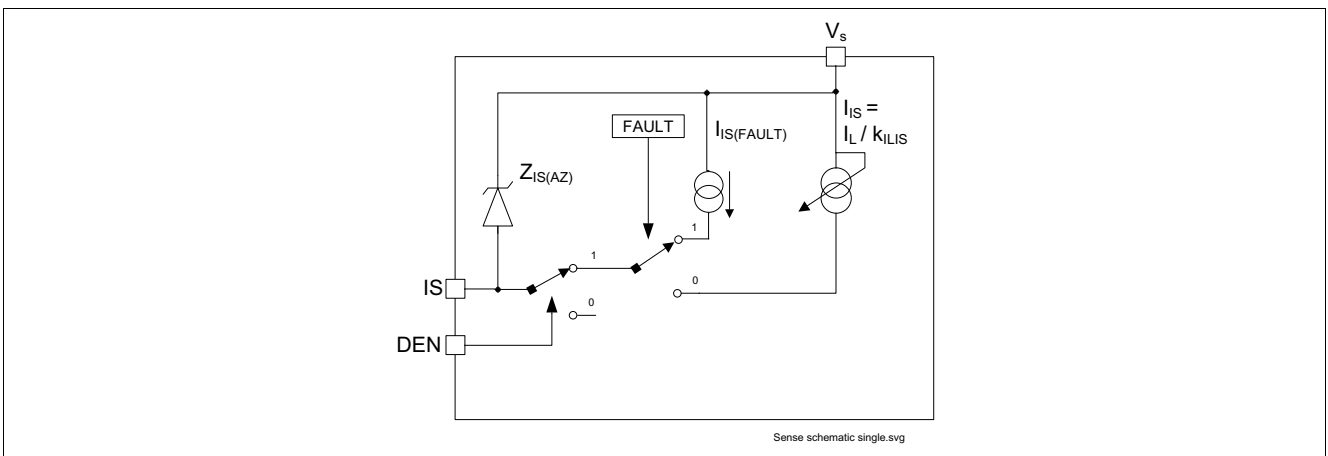 Vs
IIS =
IL / kILIS
FAULT
IIS(FAULT)
ZIS(AZ)
1
1
0
0
IS
DEN
Sense schematic single.svg